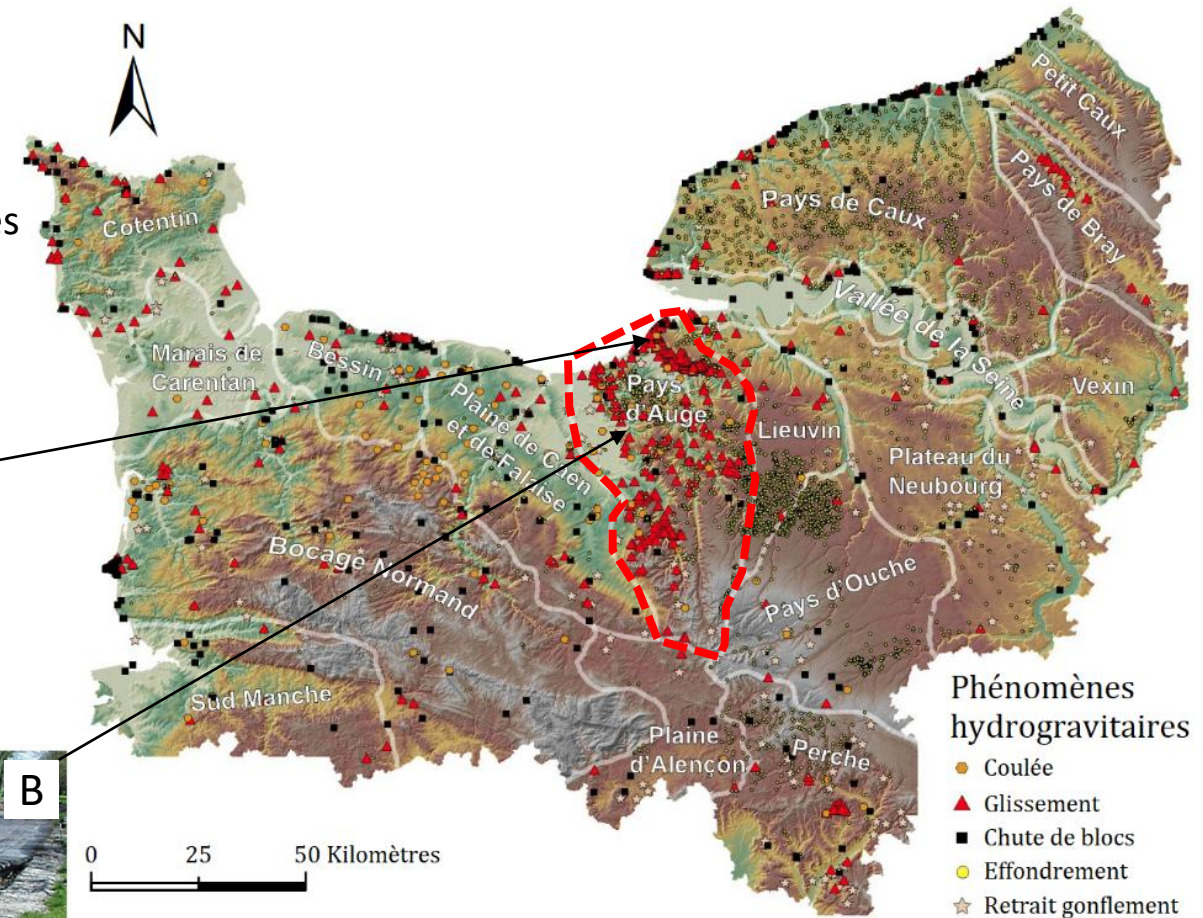 N
es
Cotentin
Petit Caux
Pays de Bray
Pays de Caux
Vallée de la Seine
Vexin
Marais de
Carentan
Bessin
Plaine de Caen
et de Falaise
Pays
d'Auge
Lieuvin
Plateau du
Neubourg
Bocage Normand
Pays d'Ouche
Sud Manche
Plaine
d'Alençon
Perche
B
0 25 50 Kilomètres
Phénomènes
hydrogravitaires
Coulée
Glissement
Chute de blocs
Effondrement
Retrait gonflement